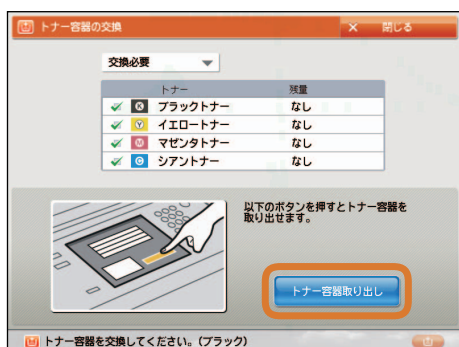 トナー容器の交換
× 閉じる
交換必要
トナー 残量
K ブラックトナー なし
Y イエロートナー なし
M マゼンタトナー なし
C シアントナー なし
以下のボタンを押すとトナー容器を
取り出せます。
トナー容器取り出し
トナー容器を交換してください。(ブラック)